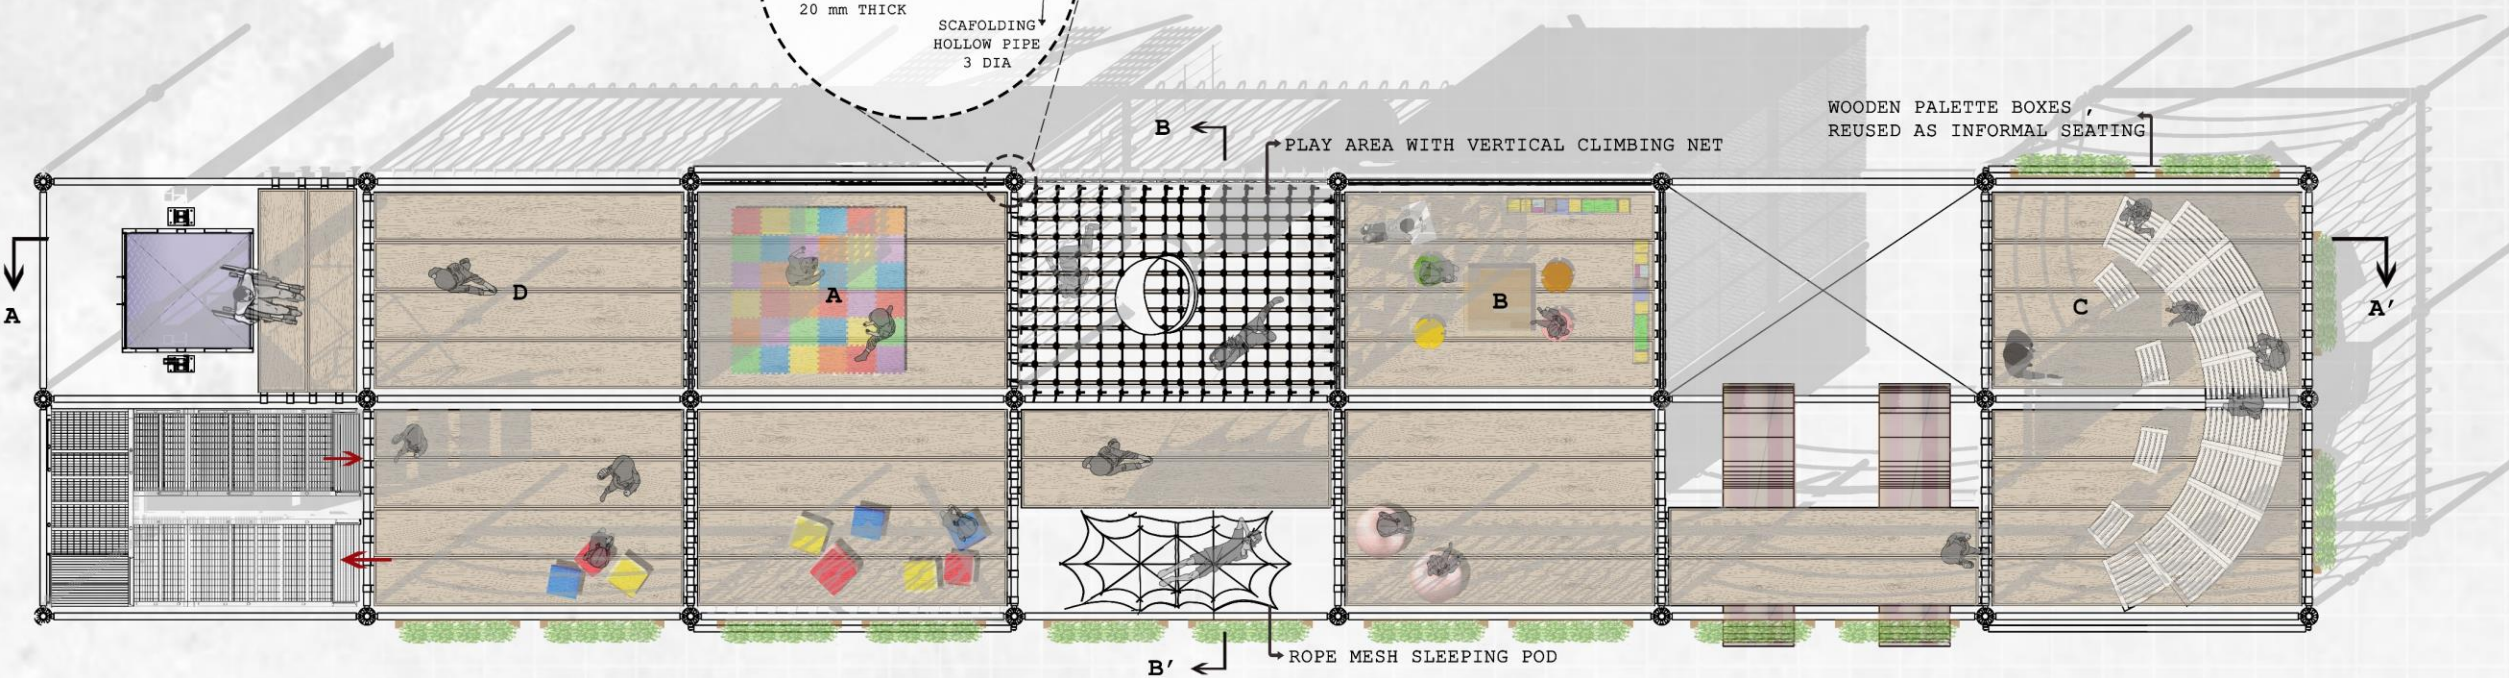 20 mm THICK
SCAFOLDING
HOLLOW PIPE
3 DIA
B
PLAY AREA WITH VERTICAL CLIMBING NET
WOODEN PALETTE BOXES ,
REUSED AS INFORMAL SEATING
A
D
A
B
C
A′
B′
ROPE MESH SLEEPING POD